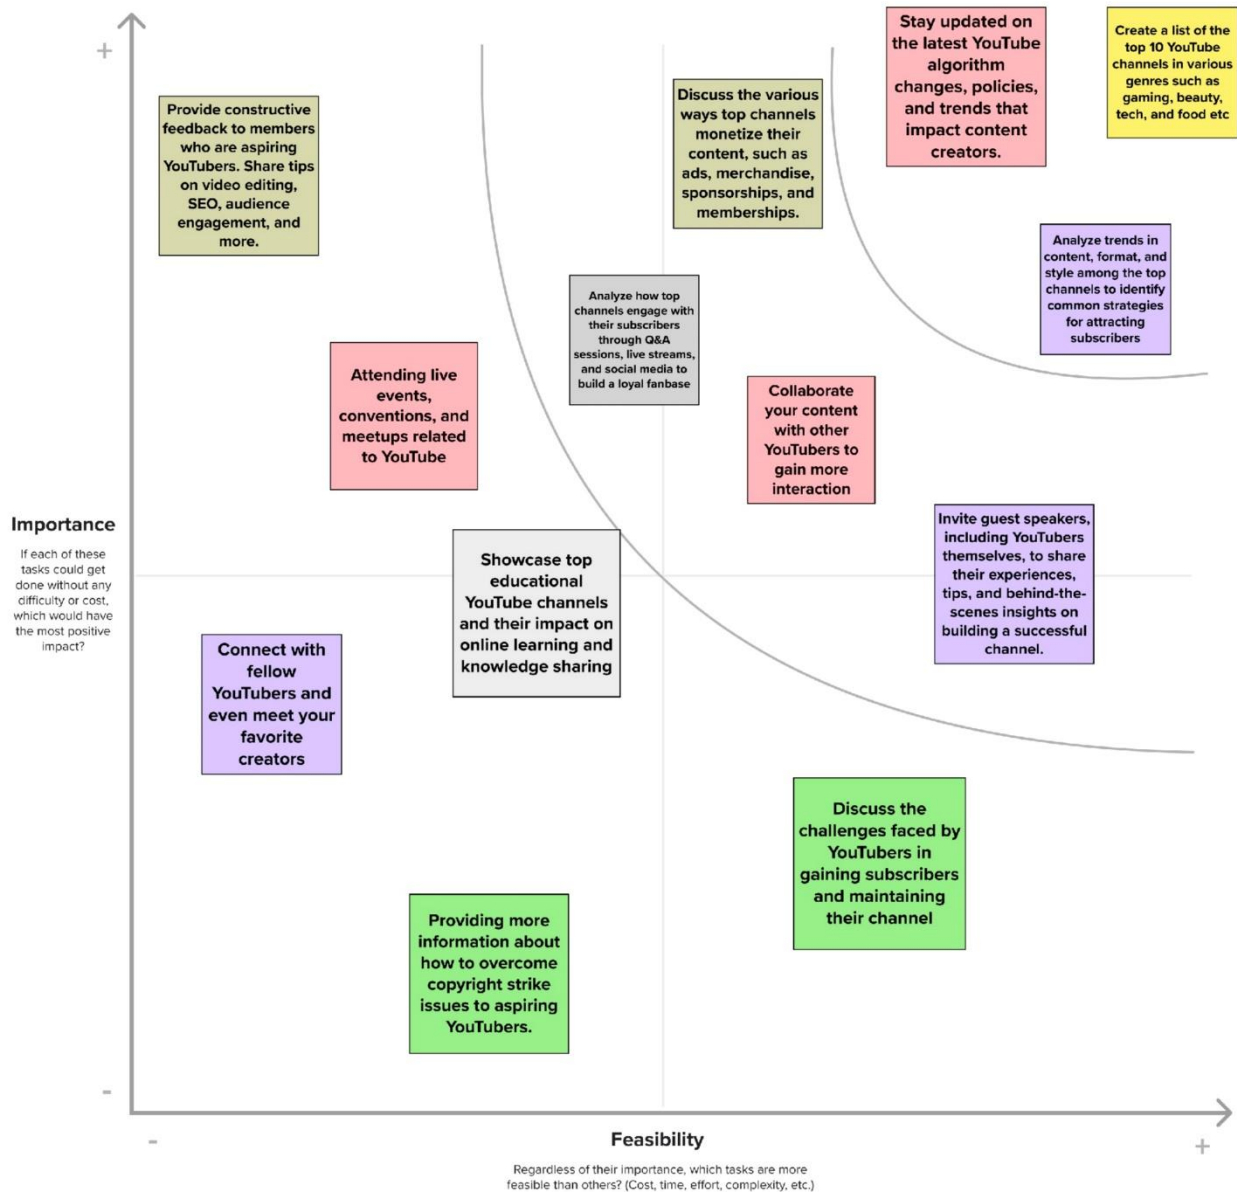 +
Stay updated on
the latest YouTube
algorithm
changes, policies,
and trends that
impact content
creators.
Create a list of the
top 10 YouTube
channels in various
genres such as
gaming, beauty,
tech, and food etc
Provide constructive
feedback to members
who are aspiring
YouTubers. Share tips
on video editing,
SEO, audience
engagement, and
more.
Discuss the various
ways top channels
monetize their
content, such as
ads, merchandise,
sponsorships, and
memberships.
Analyze trends in
content, format, and
style among the top
channels to identify
common strategies
for attracting
subscribers
Analyze how top
channels engage with
their subscribers
through Q&A
sessions, live streams,
and social media to
build a loyal fanbase
Attending live
events,
conventions, and
meetups related
to YouTube
Collaborate
your content
with other
YouTubers to
gain more
interaction
Importance
If each of these
tasks could get
done without any
difficulty or cost,
which would have
the most positive
impact?
Showcase top
educational
YouTube channels
and their impact on
online learning and
knowledge sharing
Invite guest speakers,
including YouTubers
themselves, to share
their experiences,
tips, and behind-the-
scenes insights on
building a successful
channel.
Connect with
fellow
YouTubers and
even meet your
favorite
creators
Discuss the
challenges faced by
YouTubers in
gaining subscribers
and maintaining
their channel
Providing more
information about
how to overcome
copyright strike
issues to aspiring
YouTubers.
-
-
Feasibility
+
Regardless of their importance, which tasks are more
feasible than others? (Cost, time, effort, complexity, etc.)